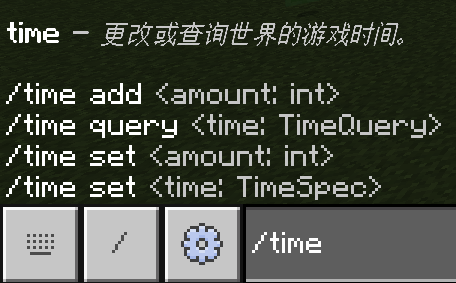 time – 更改或查询世界的游戏时间。
/time add <amount: int>
/time query <time: TimeQuery>
/time set <amount: int>
/time set <time: TimeSpec>
/
/time